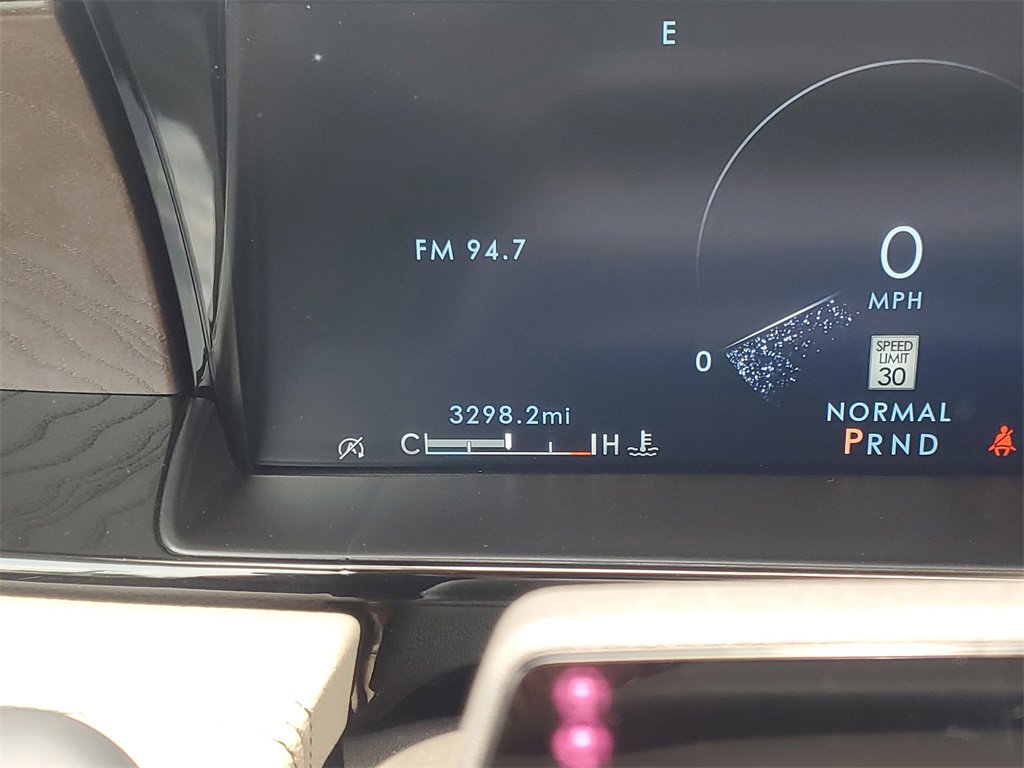 E
FM 94.7
0
MPH
0
SPEED
LIMIT
30
3298.2mi
NORMAL
C H
PRND